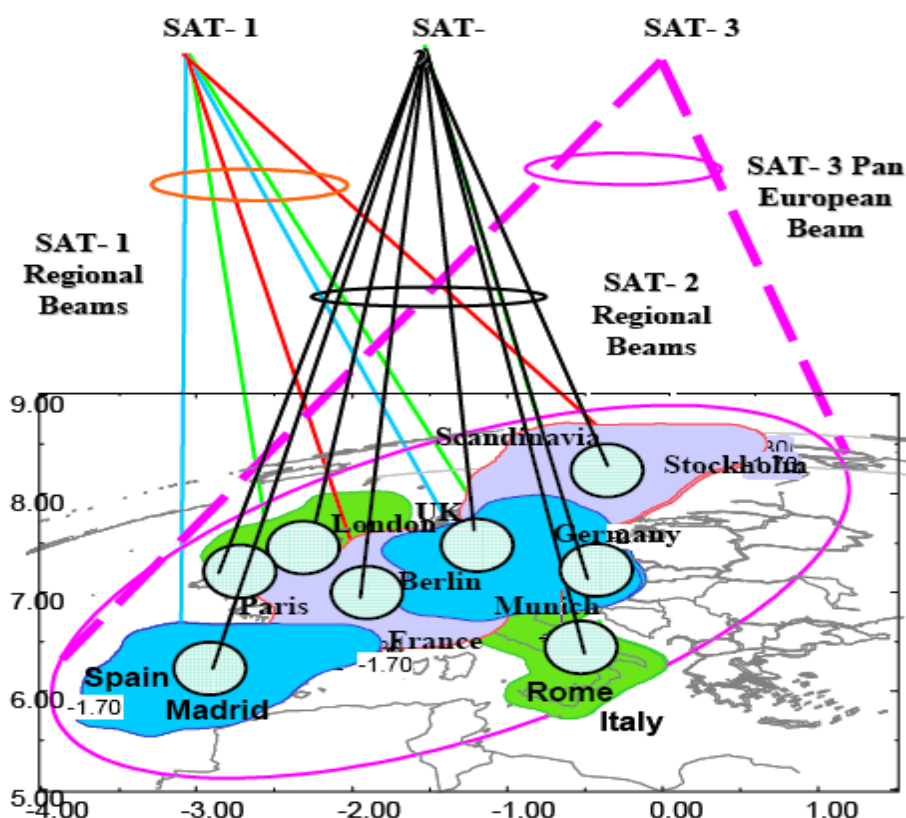 SAT- 1
SAT-
2
SAT- 3
SAT- 3 Pan
European
Beam
SAT- 1
Regional
Beams
SAT- 2
Regional
Beams
9.00
8.00
7.00
6.00
5.00
Scandinavia
Stockholm
London
UK
Germany
Berlin
Paris
Munich
France
-1.70
Spain
-1.70
Madrid
Rome
Italy
-4.00
-3.00
-2.00
-1.00
0.00
1.00